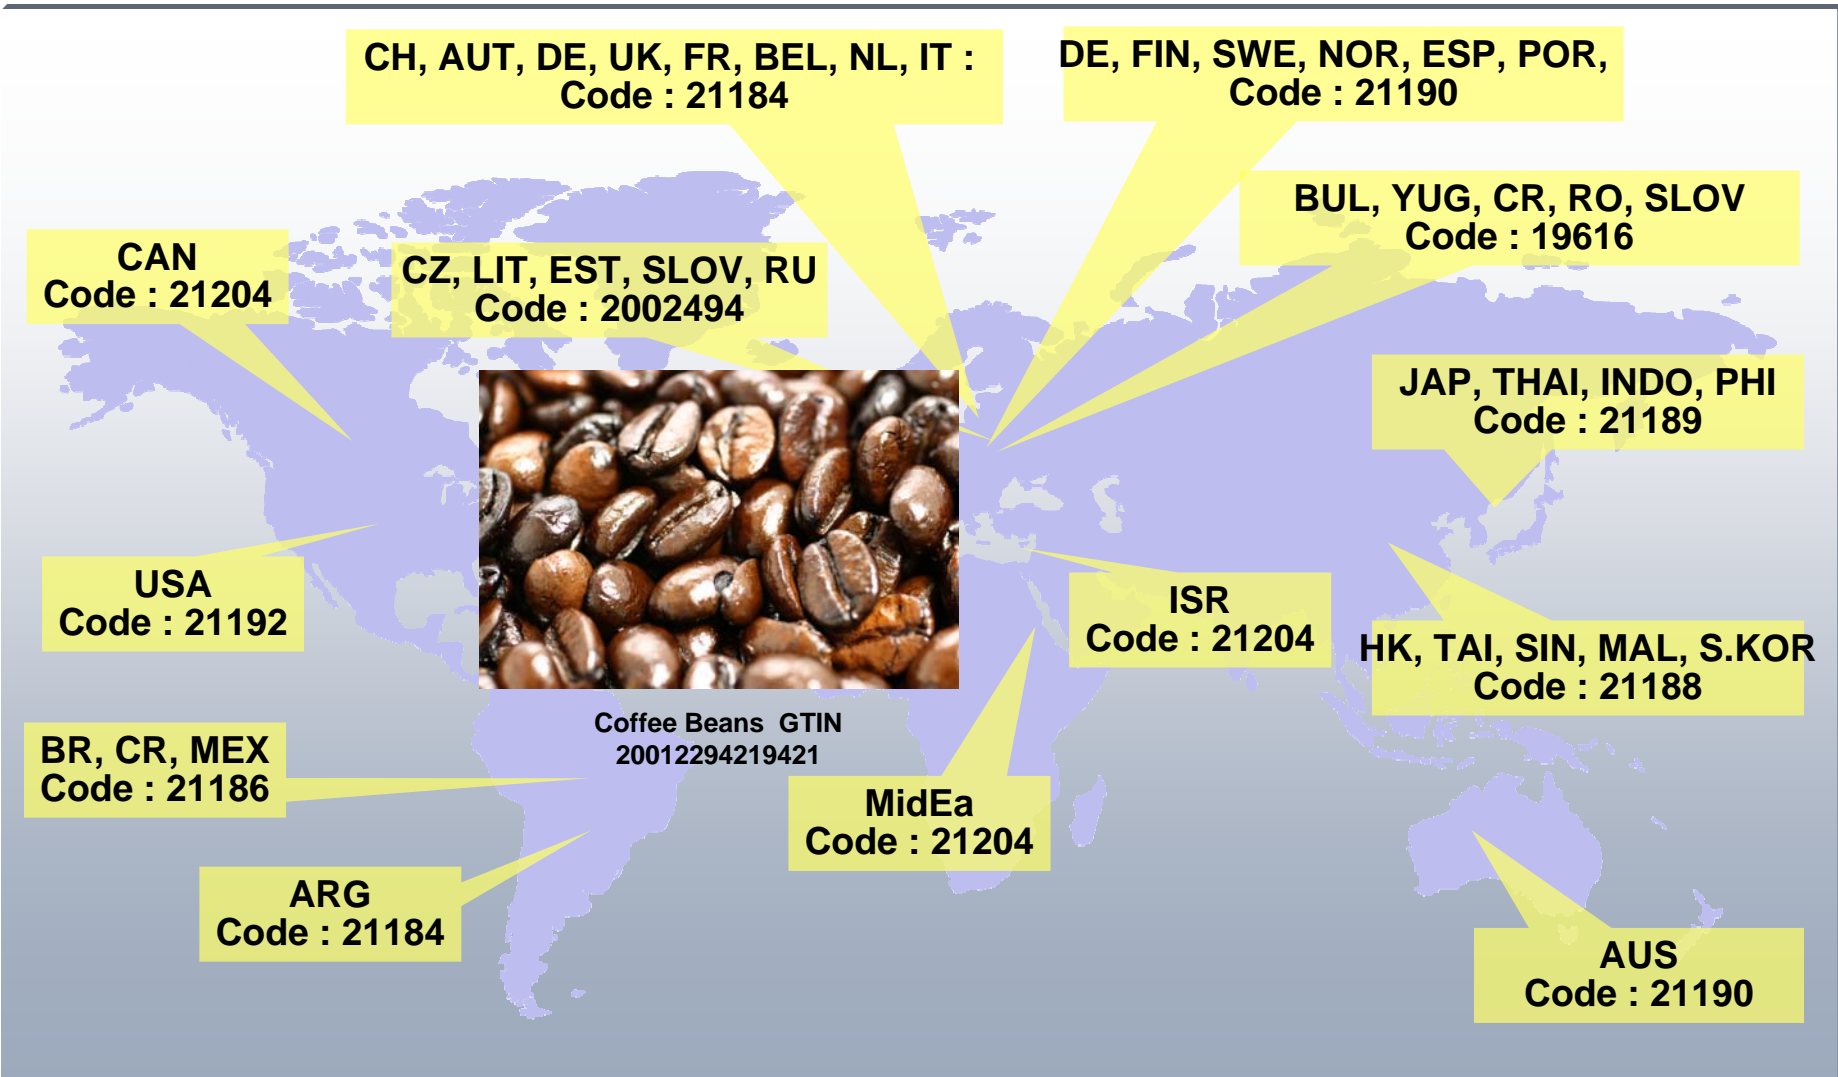 CH, AUT, DE, UK, FR, BEL, NL, IT :
Code : 21184
DE, FIN, SWE, NOR, ESP, POR,
Code : 21190
BUL, YUG, CR, RO, SLOV
Code : 19616
CAN
Code : 21204
CZ, LIT, EST, SLOV, RU
Code : 2002494
JAP, THAI, INDO, PHI
Code : 21189
USA
Code : 21192
ISR
Code : 21204
HK, TAI, SIN, MAL, S.KOR
Code : 21188
Coffee Beans GTIN
20012294219421
BR, CR, MEX
Code : 21186
MidEa
Code : 21204
ARG
Code : 21184
AUS
Code : 21190